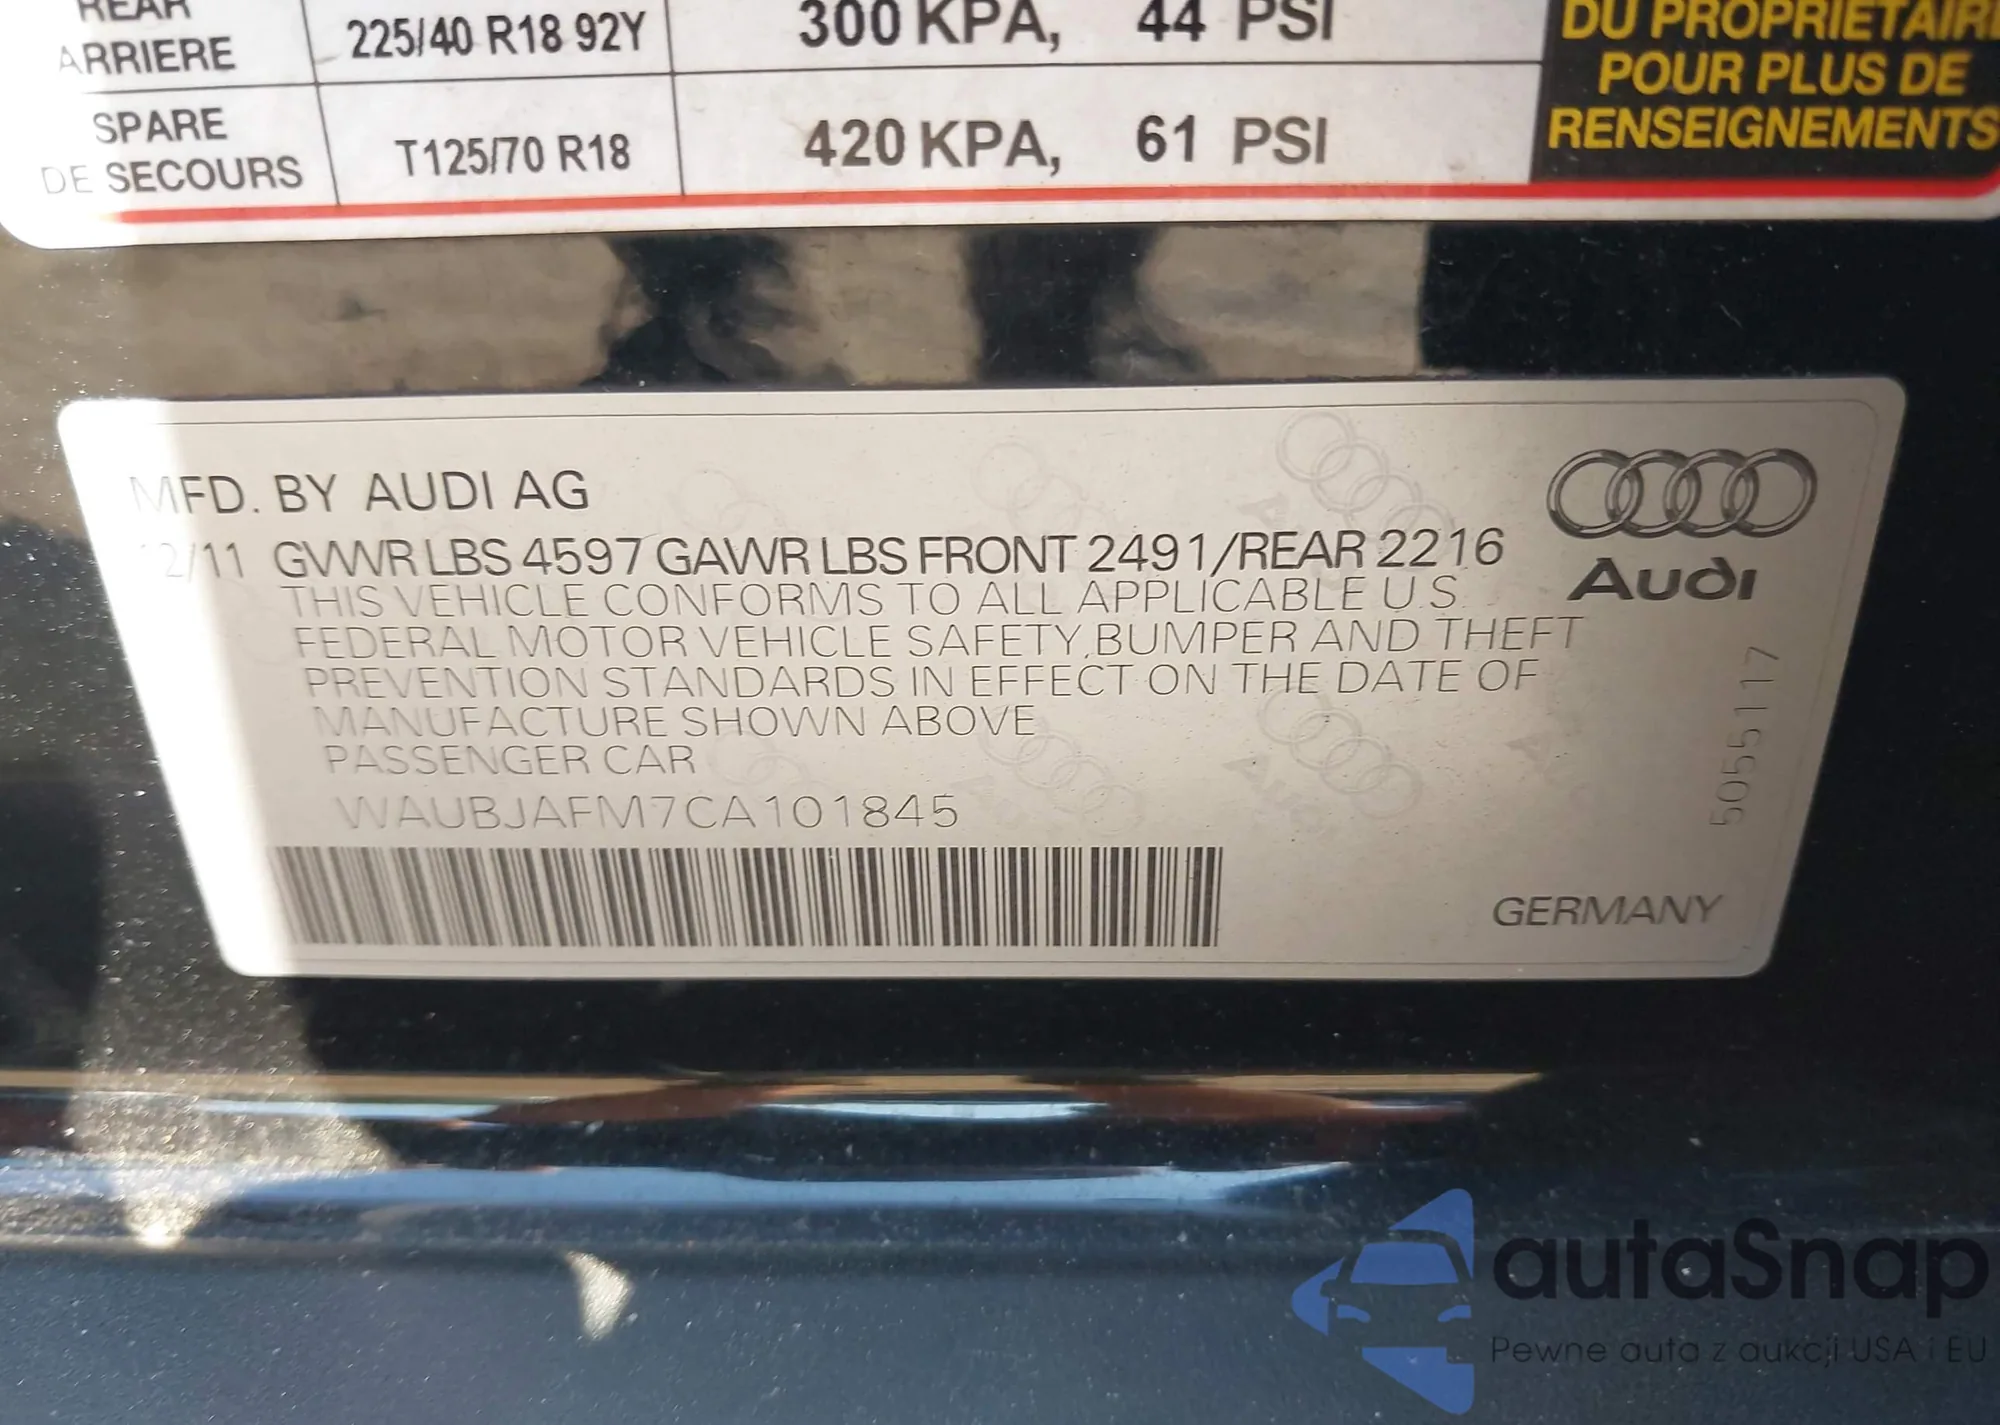 REAR
ARRIERE
225/40 R18 92Y
300 KPA, 44 PSI
SPARE
DE SECOURS
T125/70 R18
420 KPA, 61 PSI
DU PROPRIETAIRE
POUR PLUS DE
RENSEIGNEMENTS
MFD. BY AUDI AG
12/11 GVWR LBS 4597 GAWR LBS FRONT 2491/REAR 2216
THIS VEHICLE CONFORMS TO ALL APPLICABLE U.S.
FEDERAL MOTOR VEHICLE SAFETY, BUMPER AND THEFT
PREVENTION STANDARDS IN EFFECT ON THE DATE OF
MANUFACTURE SHOWN ABOVE
PASSENGER CAR
WAUBJAFM7CA101845
Audi
5055117
GERMANY
autaSnap
Pewne auta z aukcji USA i EU